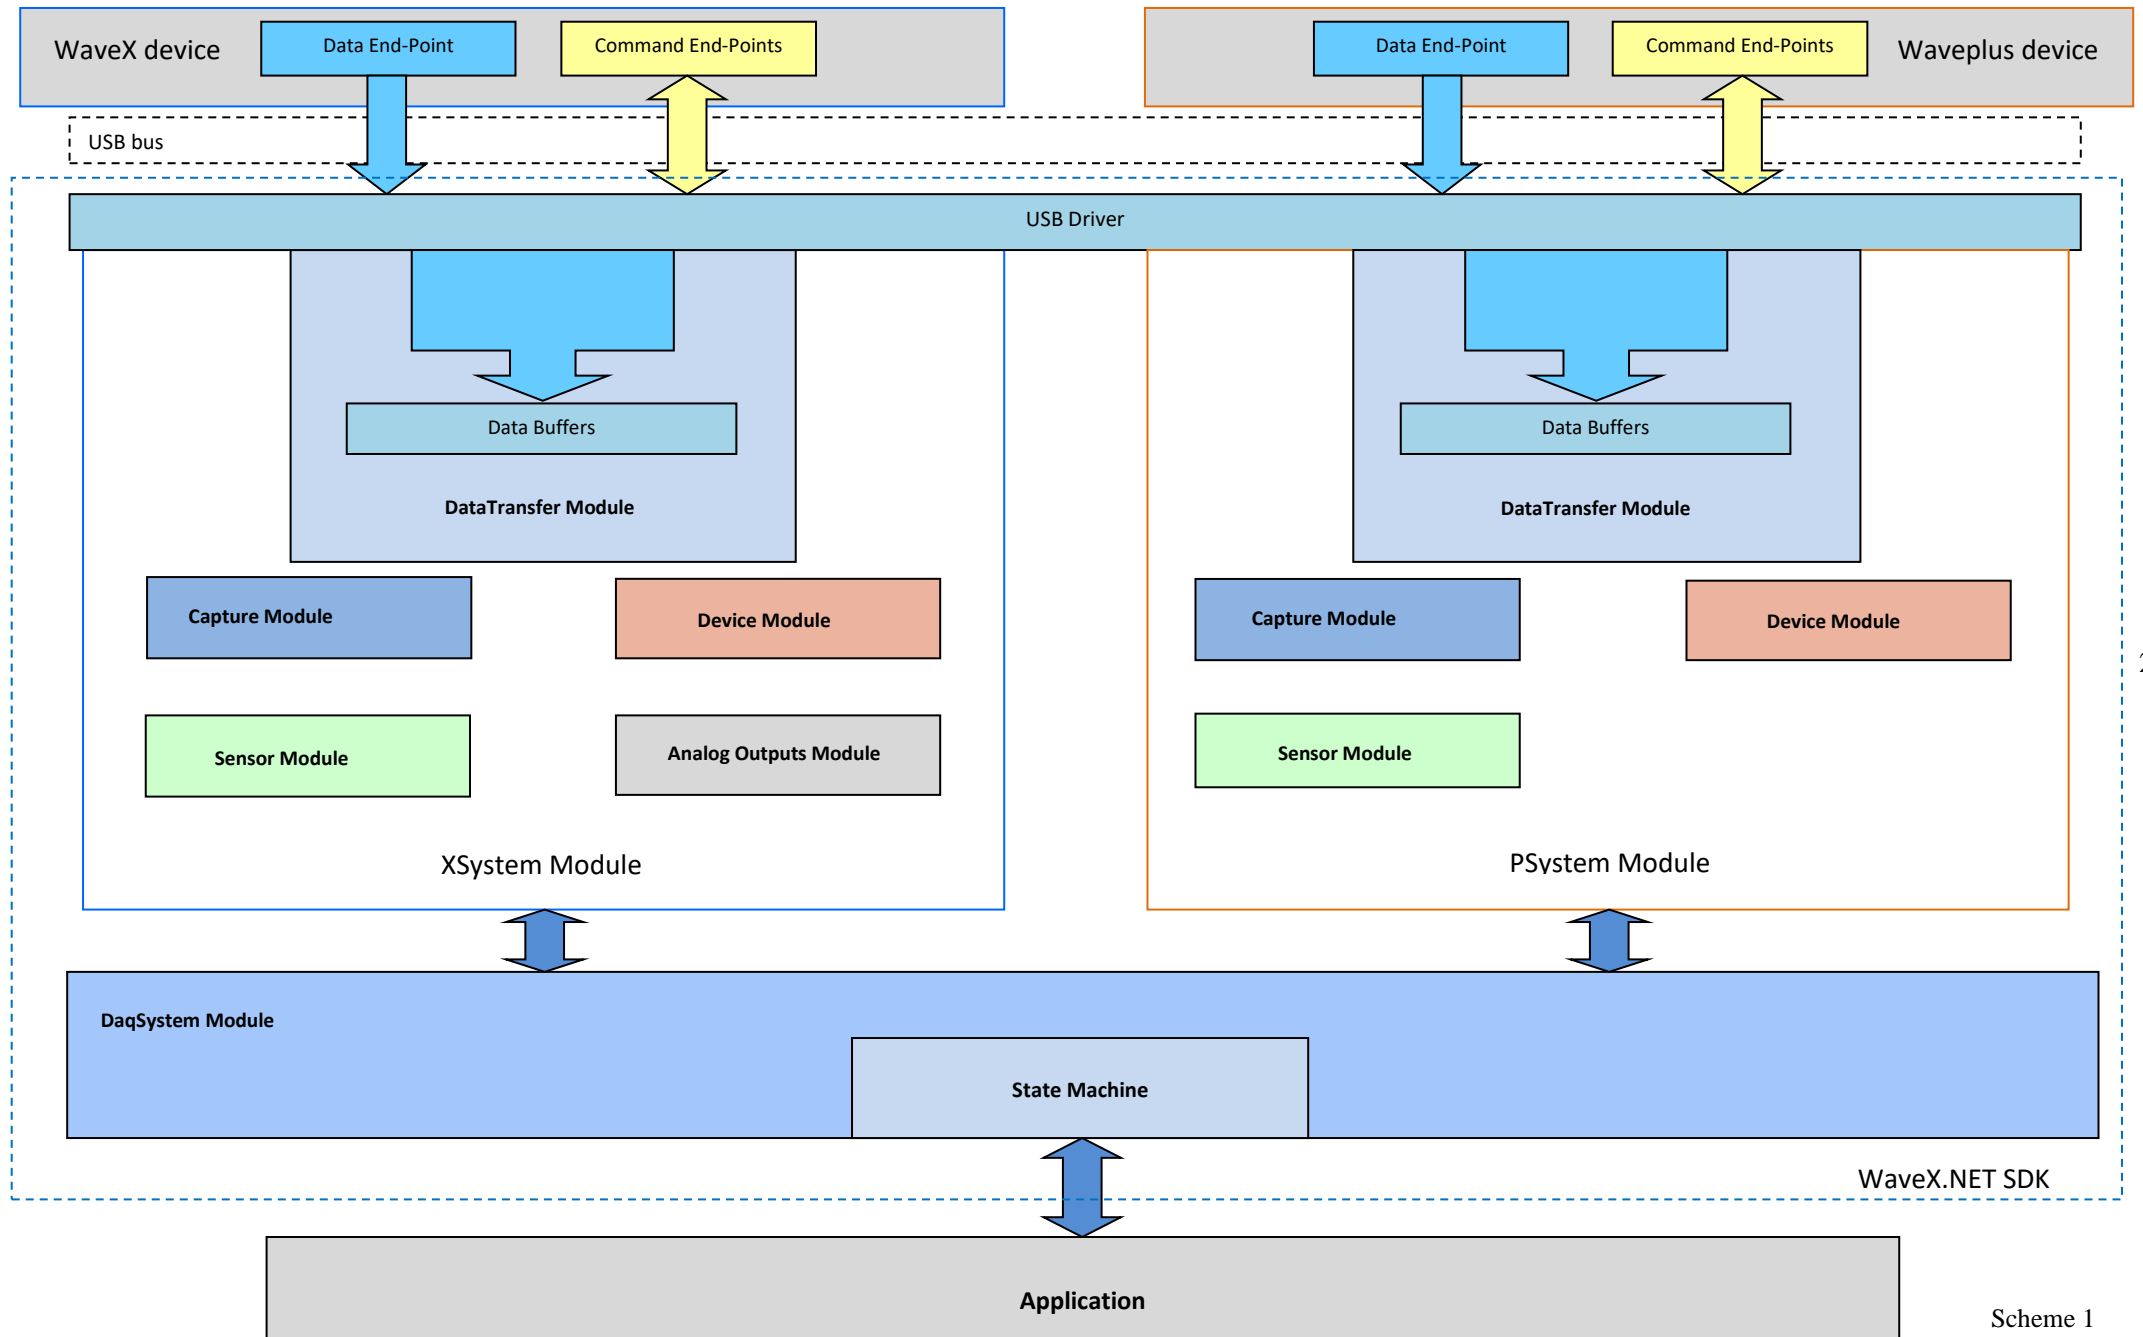 WaveX device
Data End-Point
Command End-Points
Data End-Point
Command End-Points
Waveplus device
USB bus
USB Driver
Data Buffers
Data Buffers
DataTransfer Module
DataTransfer Module
Capture Module
Device Module
Capture Module
Device Module
Sensor Module
Analog Outputs Module
Sensor Module
XSystem Module
PSystem Module
DaqSystem Module
State Machine
WaveX.NET SDK
Application
Scheme 1